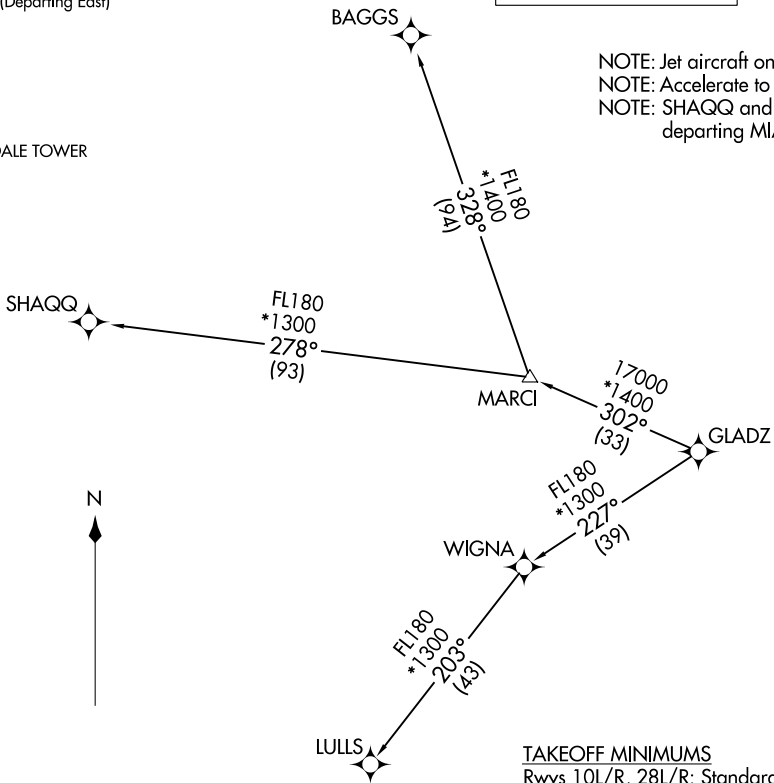 (Departing East)
BAGGS
NOTE: Jet aircraft on
NOTE: Accelerate to
NOTE: SHAQQ and
departing MIA
ALE TOWER
FL180
*1400
328°
(94)
SHAQQ
FL180
*1300
278°
(93)
MARCI
17000
*1400
302°
(33)
GLADZ
FL180
*1300
227°
(39)
N
WIGNA
FL180
*1300
203°
(43)
LULLS
TAKEOFF MINIMUMS
Rwys 10L/R, 28L/R: Standard